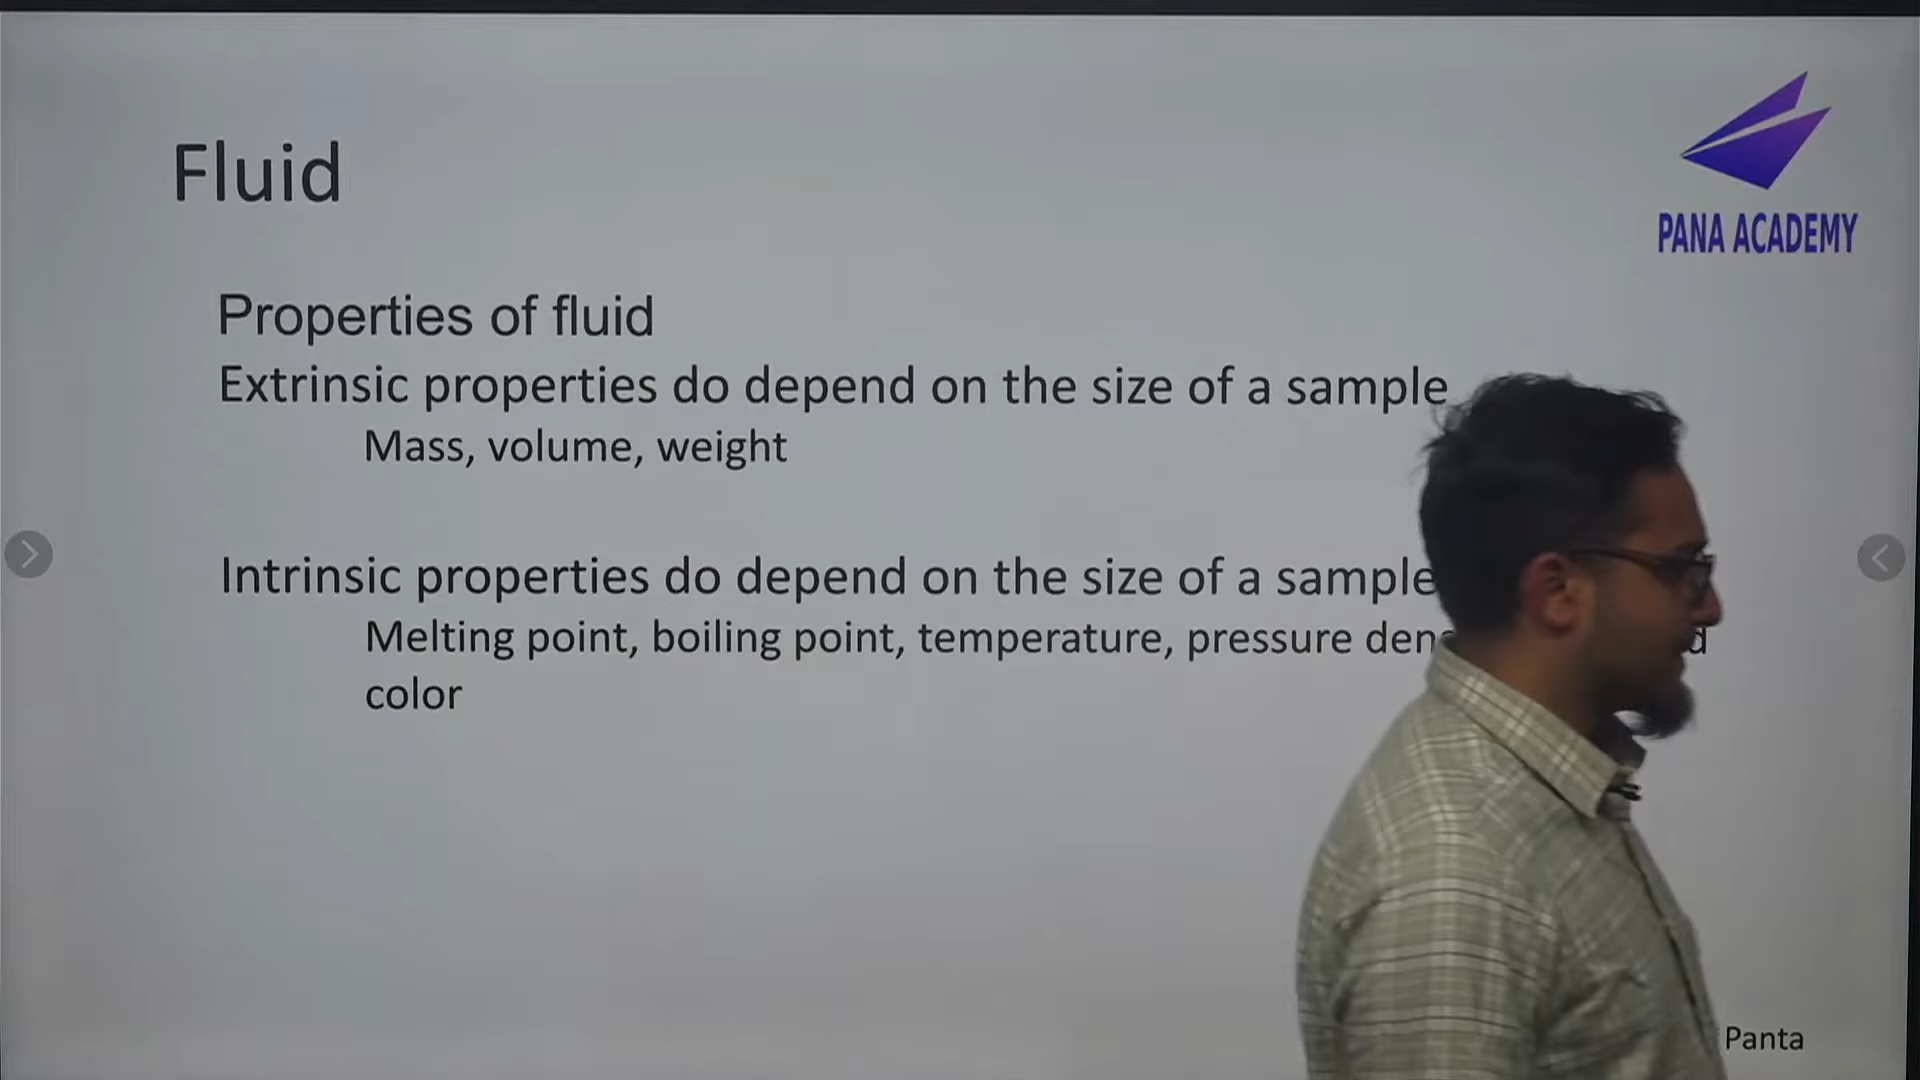 Fluid
PANA ACADEMY
Properties of fluid
Extrinsic properties do depend on the size of a sample
Mass, volume, weight
Intrinsic properties do depend on the size of a sample
Melting point, boiling point, temperature, pressure
color
Panta